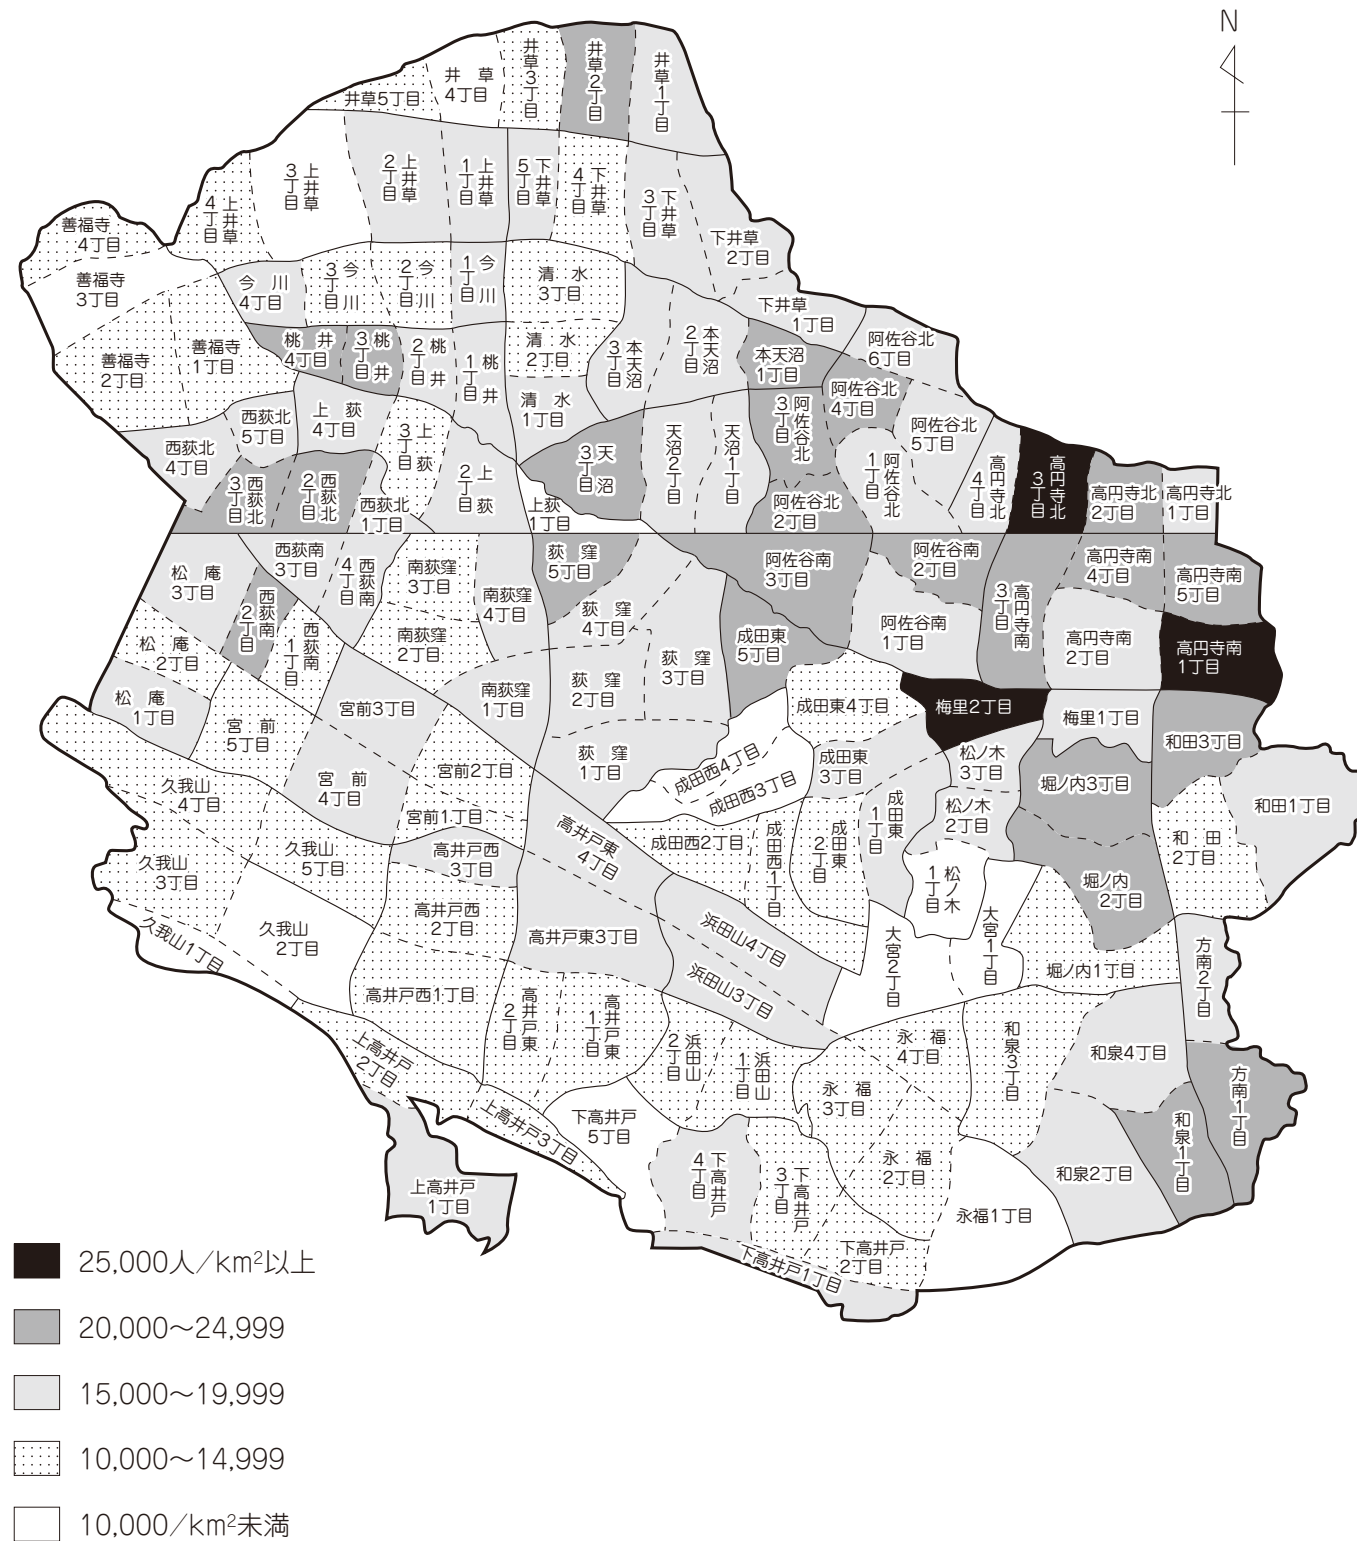 N
井草5丁目
井　草
4丁目
井草3丁目
井草2丁目
井草1丁目
上井草
4丁目
上井草
3丁目
上井草
2丁目
上井草
1丁目
下井草
5丁目
下井草
4丁目
下井草
3丁目
下井草
2丁目
下井草
1丁目
善福寺
4丁目
善福寺
3丁目
善福寺
2丁目
善福寺
1丁目
今　川
4丁目
今　川
3丁目
今　川
2丁目
今　川
1丁目
清　水
3丁目
清　水
2丁目
清　水
1丁目
桃　井
4丁目
桃　井
3丁目
桃　井
2丁目
桃　井
1丁目
本天沼
3丁目
本天沼
2丁目
本天沼
1丁目
阿佐谷北
6丁目
阿佐谷北
4丁目
阿佐谷北
3丁目
阿佐谷北
5丁目
阿佐谷北
1丁目
阿佐谷北
2丁目
西荻北
5丁目
西荻北
4丁目
西荻北
3丁目
西荻北
2丁目
西荻北
1丁目
上　荻
4丁目
上　荻
3丁目
上　荻
2丁目
上荻
1丁目
天　沼
3丁目
天沼2丁目
天沼1丁目
高円寺北
4丁目
高円寺北
3丁目
高円寺北
2丁目
高円寺北
1丁目
松　庵
3丁目
松　庵
2丁目
松　庵
1丁目
西荻南
3丁目
西荻南
4丁目
西荻南
2丁目
西荻南
1丁目
南荻窪
3丁目
南荻窪
4丁目
南荻窪
2丁目
南荻窪
1丁目
荻　窪
5丁目
荻　窪
4丁目
荻　窪
3丁目
荻　窪
2丁目
荻　窪
1丁目
阿佐谷南
3丁目
阿佐谷南
2丁目
阿佐谷南
1丁目
高円寺南
3丁目
高円寺南
4丁目
高円寺南
5丁目
高円寺南
2丁目
高円寺南
1丁目
成田東
5丁目
成田東4丁目
成田東
3丁目
成田東
2丁目
成田東
1丁目
成田西4丁目
成田西3丁目
成田西2丁目
成田西1丁目
梅里2丁目
梅里1丁目
松ノ木
3丁目
松ノ木
2丁目
松ノ木
1丁目
堀ノ内3丁目
堀ノ内
2丁目
堀ノ内1丁目
和田3丁目
和　田
2丁目
和田1丁目
宮　前
5丁目
宮前3丁目
宮　前
4丁目
宮前2丁目
宮前1丁目
久我山
4丁目
久我山
5丁目
久我山
3丁目
久我山
2丁目
久我山1丁目
高井戸西
3丁目
高井戸西
2丁目
高井戸西1丁目
高井戸東
4丁目
高井戸東3丁目
高井戸東
2丁目
高井戸東
1丁目
浜田山4丁目
浜田山3丁目
浜田山
2丁目
浜田山
1丁目
大宮2丁目
大宮1丁目
方南2丁目
方南1丁目
永　福
4丁目
永　福
3丁目
永　福
2丁目
永福1丁目
和泉3丁目
和泉4丁目
和泉2丁目
和泉1丁目
上高井戸
2丁目
上高井戸3丁目
上高井戸
1丁目
下高井戸
5丁目
下高井戸
4丁目
下高井戸
3丁目
下高井戸
2丁目
下高井戸1丁目
25,000人/km²以上
20,000〜24,999
15,000〜19,999
10,000〜14,999
10,000/km²未満